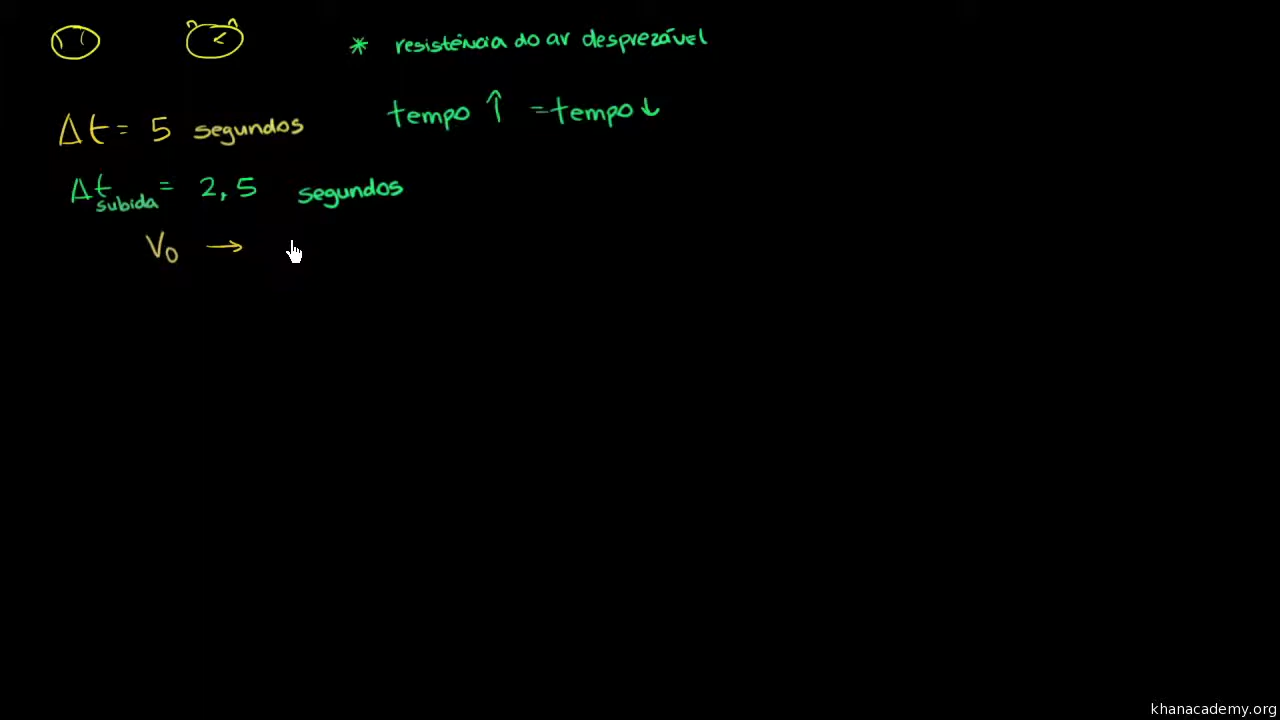 * resistência do ar desprezável
tempo ↑ = tempo ↓
Δt = 5 segundos
Δt subida = 2,5 segundos
V₀ →
khanacademy.org